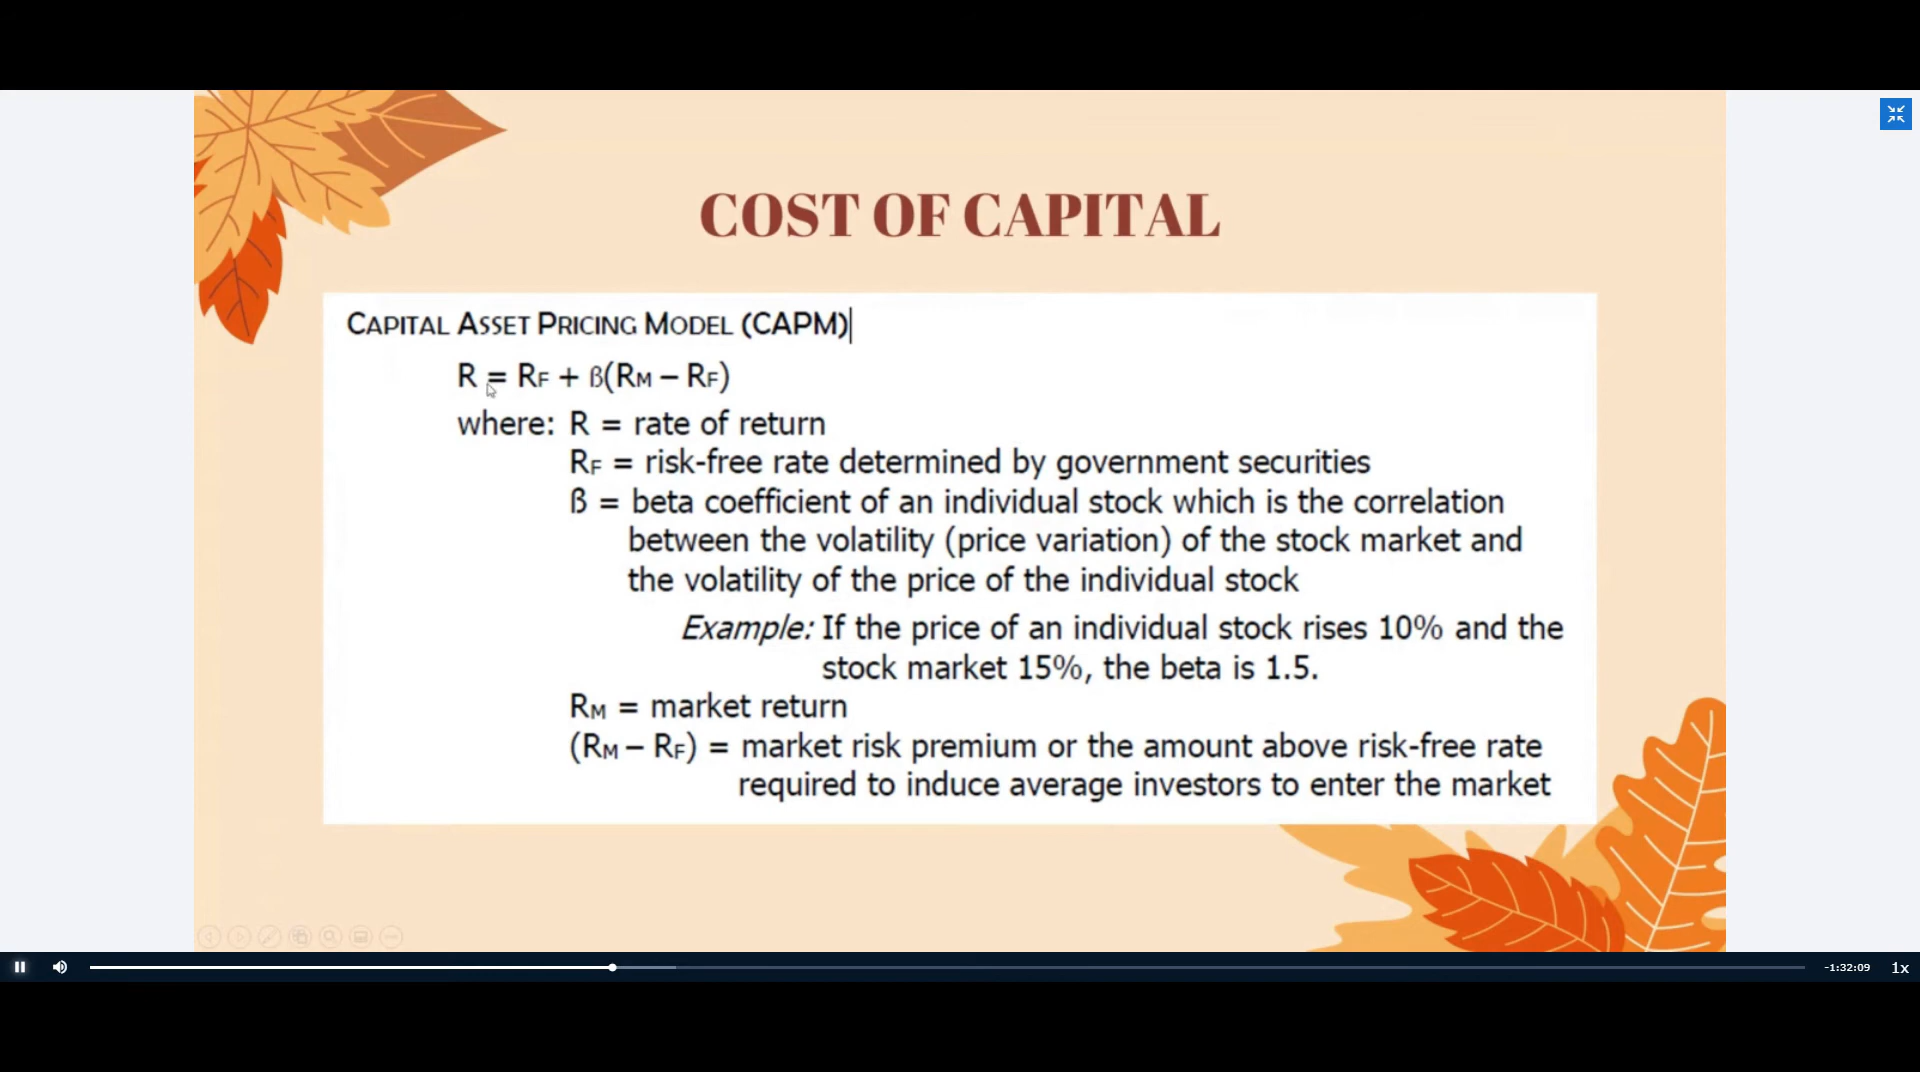 COST OF CAPITAL
CAPITAL ASSET PRICING MODEL (CAPM)
R = RF + ß(RM – RF)
where: R = rate of return
RF = risk-free rate determined by government securities
ß = beta coefficient of an individual stock which is the correlation
between the volatility (price variation) of the stock market and
the volatility of the price of the individual stock
Example: If the price of an individual stock rises 10% and the
stock market 15%, the beta is 1.5.
RM = market return
(RM – RF) = market risk premium or the amount above risk-free rate
required to induce average investors to enter the market
-1:32:09
1x